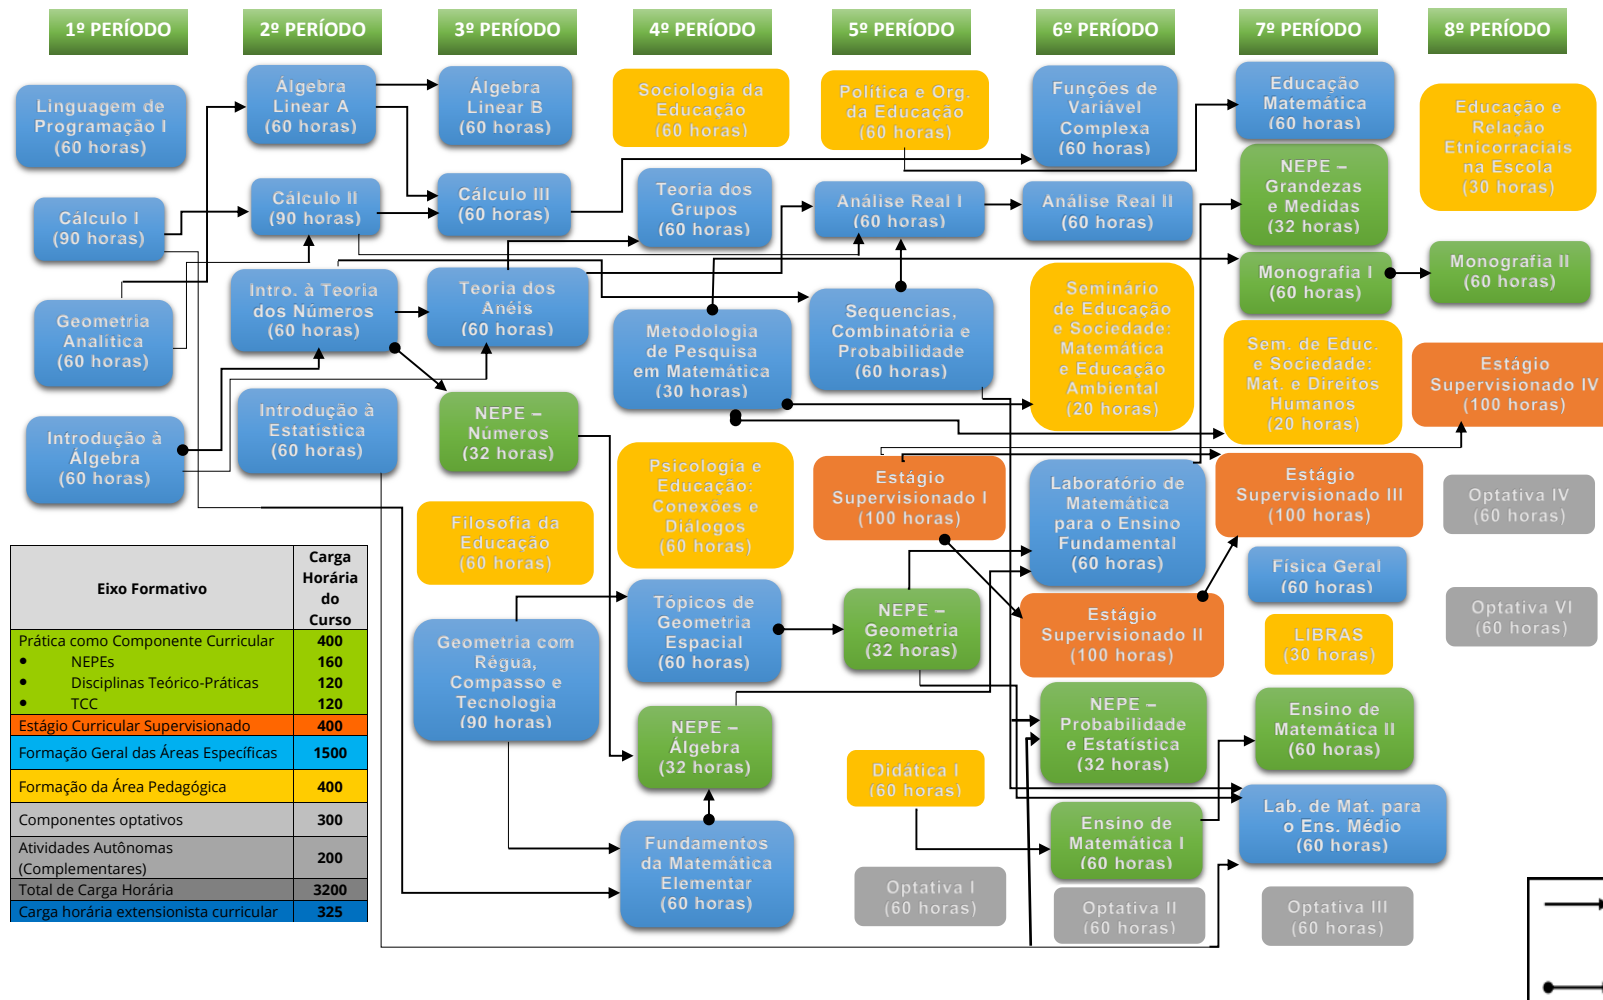 1º PERÍODO
2º PERÍODO
3º PERÍODO
4º PERÍODO
5º PERÍODO
6º PERÍODO
7º PERÍODO
8º PERÍODO
Linguagem de
Programação I
(60 horas)
Cálculo I
(90 horas)
Geometria
Analítica
(60 horas)
Introdução à
Álgebra
(60 horas)
Álgebra
Linear A
(60 horas)
Cálculo II
(90 horas)
Intro. à Teoria
dos Números
(60 horas)
Introdução à
Estatística
(60 horas)
Álgebra
Linear B
(60 horas)
Cálculo III
(60 horas)
Teoria dos
Anéis
(60 horas)
NEPE –
Números
(32 horas)
Filosofia da
Educação
(60 horas)
Geometria com
Régua,
Compasso e
Tecnologia
(90 horas)
Sociologia da
Educação
(60 horas)
Teoria dos
Grupos
(60 horas)
Metodologia
de Pesquisa
em Matemática
(30 horas)
Psicologia e
Educação:
Conexões e
Diálogos
(60 horas)
Tópicos de
Geometria
Espacial
(60 horas)
NEPE –
Álgebra
(32 horas)
Fundamentos
da Matemática
Elementar
(60 horas)
Política e Org.
da Educação
(60 horas)
Análise Real I
(60 horas)
Sequencias,
Combinatória e
Probabilidade
(60 horas)
Estágio
Supervisionado I
(100 horas)
NEPE –
Geometria
(32 horas)
Didática I
(60 horas)
Optativa I
(60 horas)
Funções de
Variável
Complexa
(60 horas)
Análise Real II
(60 horas)
Seminário
de Educação
e Sociedade:
Matemática
e Educação
Ambiental
(20 horas)
Laboratório de
Matemática
para o Ensino
Fundamental
(60 horas)
Estágio
Supervisionado II
(100 horas)
NEPE –
Probabilidade
e Estatística
(32 horas)
Ensino de
Matemática I
(60 horas)
Optativa II
(60 horas)
Educação
Matemática
(60 horas)
NEPE –
Grandezas
e Medidas
(32 horas)
Monografia I
(60 horas)
Sem. de Educ.
e Sociedade:
Mat. e Direitos
Humanos
(20 horas)
Estágio
Supervisionado III
(100 horas)
Física Geral
(60 horas)
LIBRAS
(30 horas)
Ensino de
Matemática II
(60 horas)
Lab. de Mat. para
o Ens. Médio
(60 horas)
Optativa III
(60 horas)
Educação e
Relação
Etnicorraciais
na Escola
(30 horas)
Monografia II
(60 horas)
Estágio
Supervisionado IV
(100 horas)
Optativa IV
(60 horas)
Optativa VI
(60 horas)
Eixo Formativo
Carga
Horária
do
Curso
Prática como Componente Curricular 400
• NEPEs 160
• Disciplinas Teórico-Práticas 120
• TCC 120
Estágio Curricular Supervisionado 400
Formação Geral das Áreas Específicas 1500
Formação da Área Pedagógica 400
Componentes optativos 300
Atividades Autônomas
(Complementares) 200
Total de Carga Horária 3200
Carga horária extensionista curricular 325